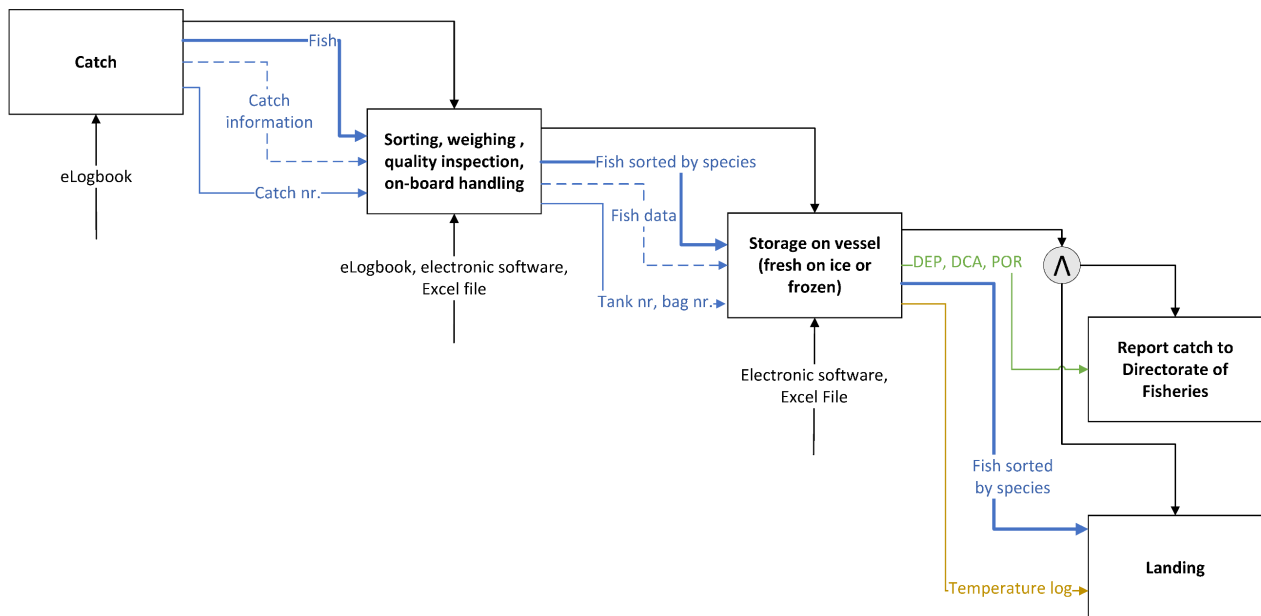 Catch
Fish
Catch
information
Catch nr.
eLogbook
Sorting, weighing ,
quality inspection,
on-board handling
Fish sorted by species
Fish data
Tank nr, bag nr.
eLogbook, electronic software,
Excel file
Storage on vessel
(fresh on ice or
frozen)
DEP, DCA, POR
Λ
Electronic software,
Excel File
Report catch to
Directorate of
Fisheries
Fish sorted
by species
Temperature log
Landing